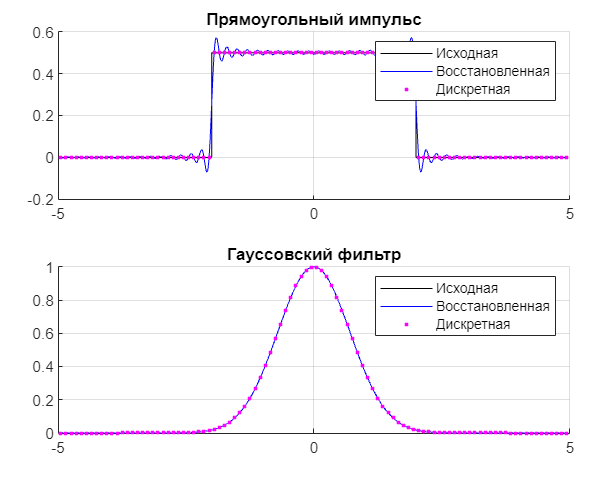 Прямоугольный импульс
0.6
0.4
0.2
0
-0.2
-5
0
5
Исходная
Восстановленная
Дискретная
Гауссовский фильтр
1
0.8
0.6
0.4
0.2
0
-5
0
5
Исходная
Восстановленная
Дискретная